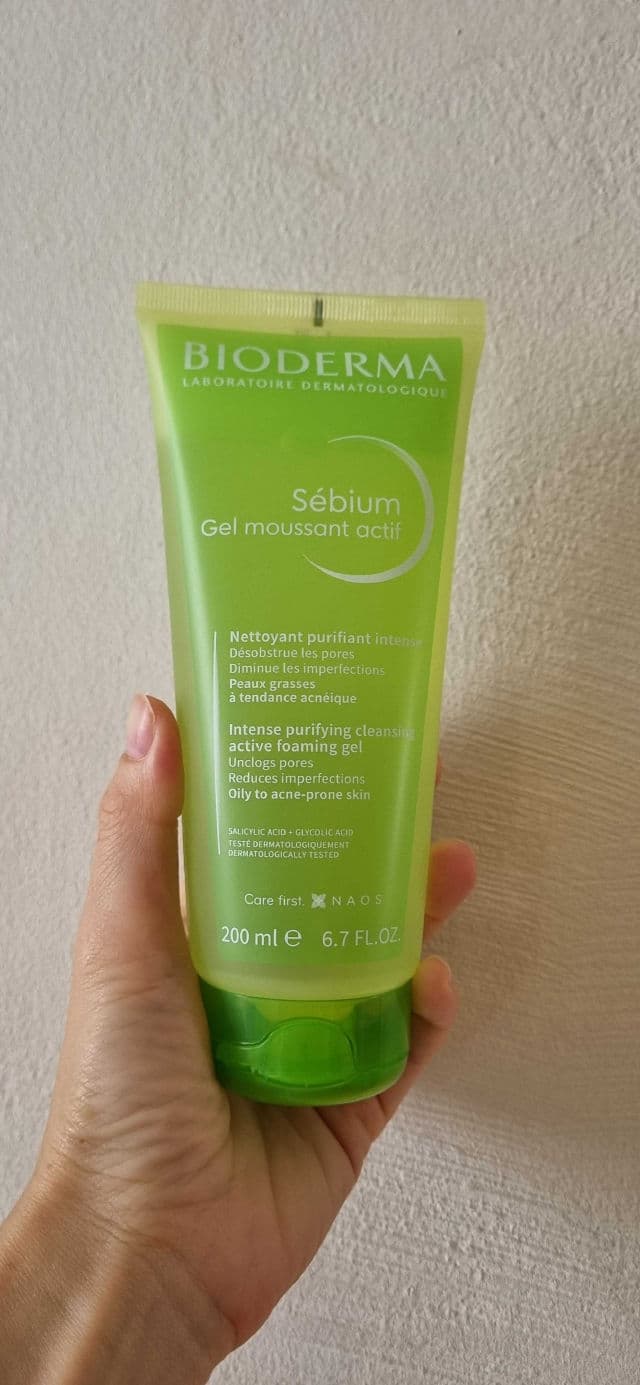 BIODERMA
LABORATOIRE DERMATOLOGIQUE
Sébium
Gel moussant actif
Nettoyant purifiant intense
Désobstrue les pores
Diminue les imperfections
Peaux grasses
à tendance acnéique
Intense purifying cleansing
active foaming gel
Unclogs pores
Reduces imperfections
Oily to acne-prone skin
SALICYLIC ACID + GLYCOLIC ACID
TESTÉ DERMATOLOGIQUEMENT
DERMATOLOGICALLY TESTED
Care first. NAOS
200 ml ℮ 6.7 FL.OZ.